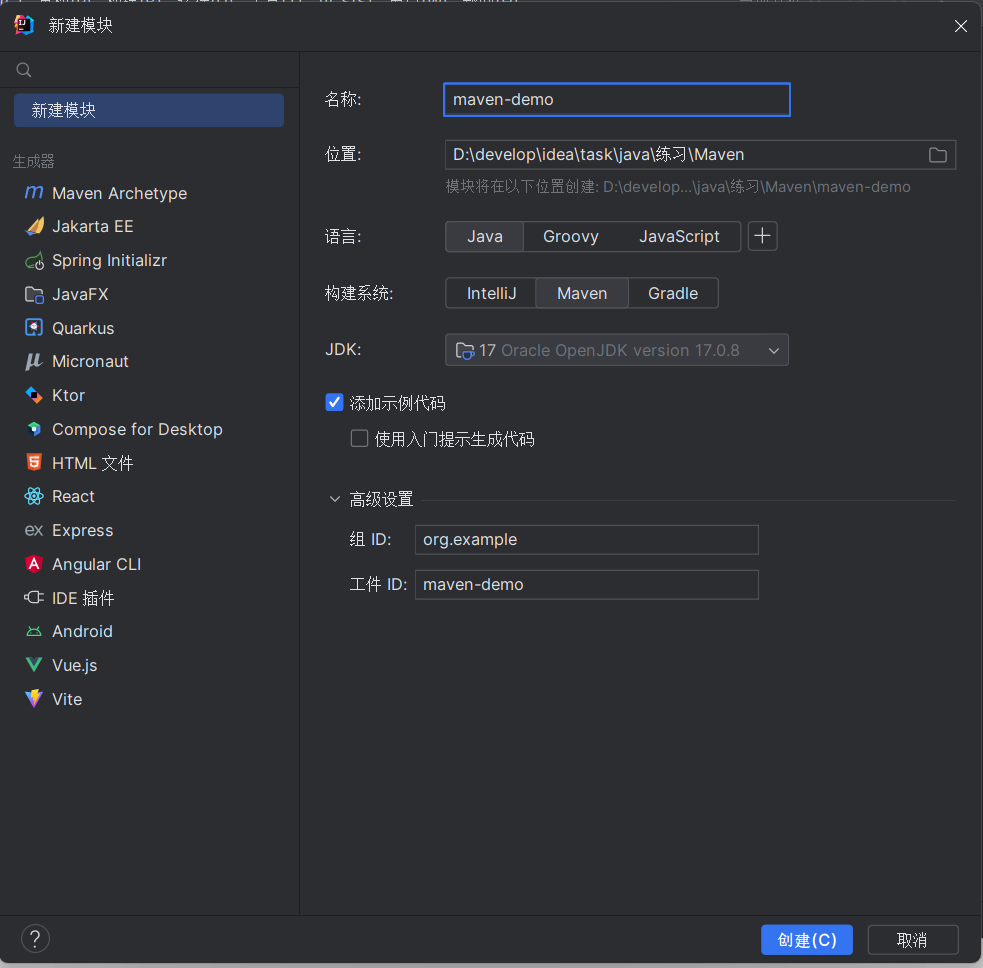 新建模块
新建模块
生成器
Maven Archetype
Jakarta EE
Spring Initializr
JavaFX
Quarkus
Micronaut
Ktor
Compose for Desktop
HTML 文件
React
Express
Angular CLI
IDE 插件
Android
Vue.js
Vite
名称: maven-demo
位置: D:\develop\idea\task\java\练习\Maven
模块将在以下位置创建: D:\develop...\java\练习\Maven\maven-demo
语言: Java Groovy JavaScript
构建系统: IntelliJ Maven Gradle
JDK: 17 Oracle OpenJDK version 17.0.8
添加示例代码
使用入门提示生成代码
高级设置
组 ID: org.example
工件 ID: maven-demo
? 创建(C) 取消